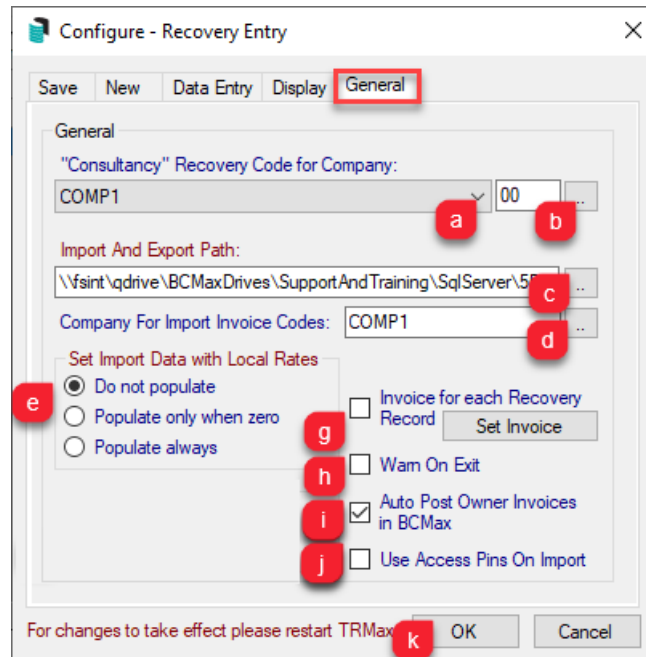 Configure - Recovery Entry
Save New Data Entry Display General
General
"Consultancy" Recovery Code for Company:
COMP1 00 ..
a b
Import And Export Path:
\\fsint\qdrive\BCMaxDrives\SupportAndTraining\SqlServer\ ..
c
Company For Import Invoice Codes: COMP1 ..
d
Set Import Data with Local Rates
e Do not populate
Populate only when zero
Populate always
Invoice for each Recovery
Record Set Invoice
g
Warn On Exit
h
Auto Post Owner Invoices
in BCMax
i
Use Access Pins On Import
j
For changes to take effect please restart TRMax k OK Cancel